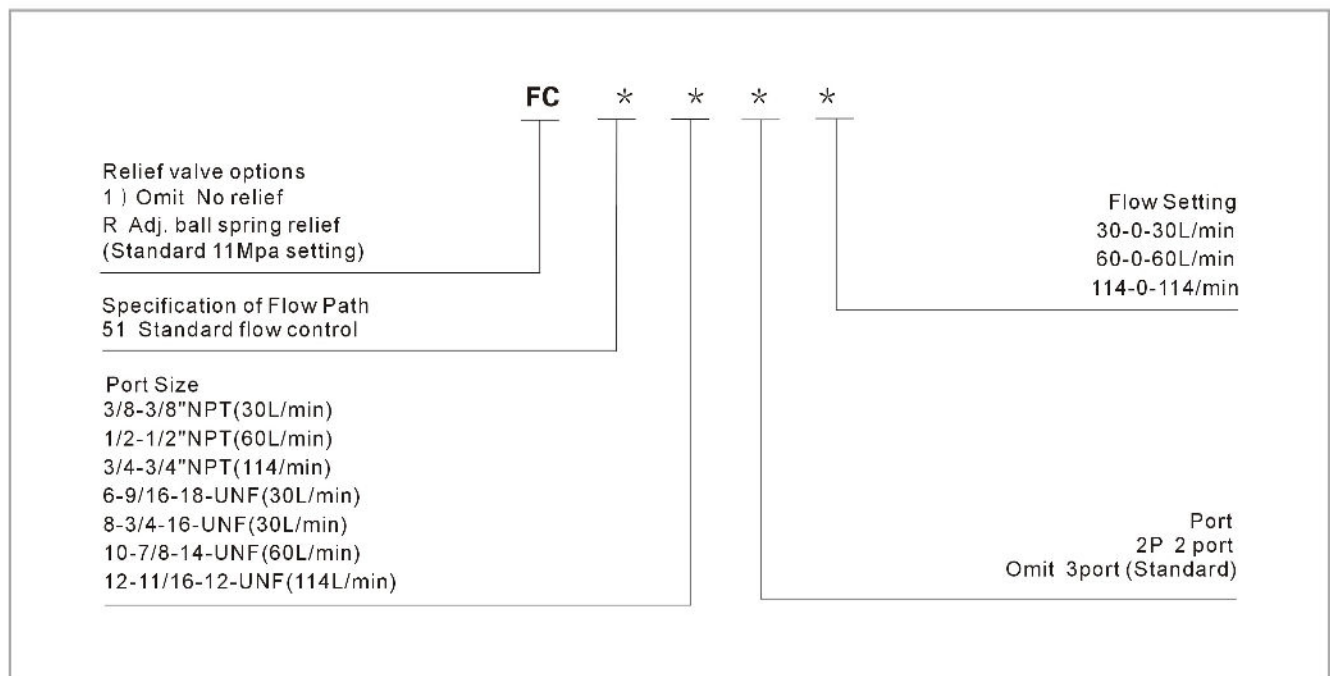 FC * * * *
Relief valve options
1) Omit No relief
R Adj. ball spring relief
(Standard 11Mpa setting)
Specification of Flow Path
51 Standard flow control
Port Size
3/8-3/8"NPT(30L/min)
1/2-1/2"NPT(60L/min)
3/4-3/4"NPT(114/min)
6-9/16-18-UNF(30L/min)
8-3/4-16-UNF(30L/min)
10-7/8-14-UNF(60L/min)
12-11/16-12-UNF(114L/min)
Flow Setting
30-0-30L/min
60-0-60L/min
114-0-114/min
Port
2P 2 port
Omit 3port (Standard)